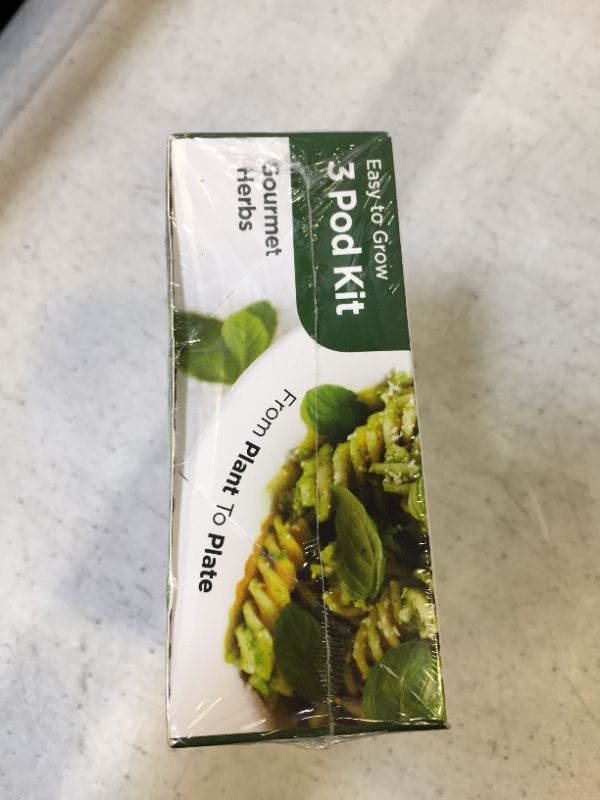 Easy to Grow
3 Pod Kit
Gourmet
Herbs
From Plant To Plate